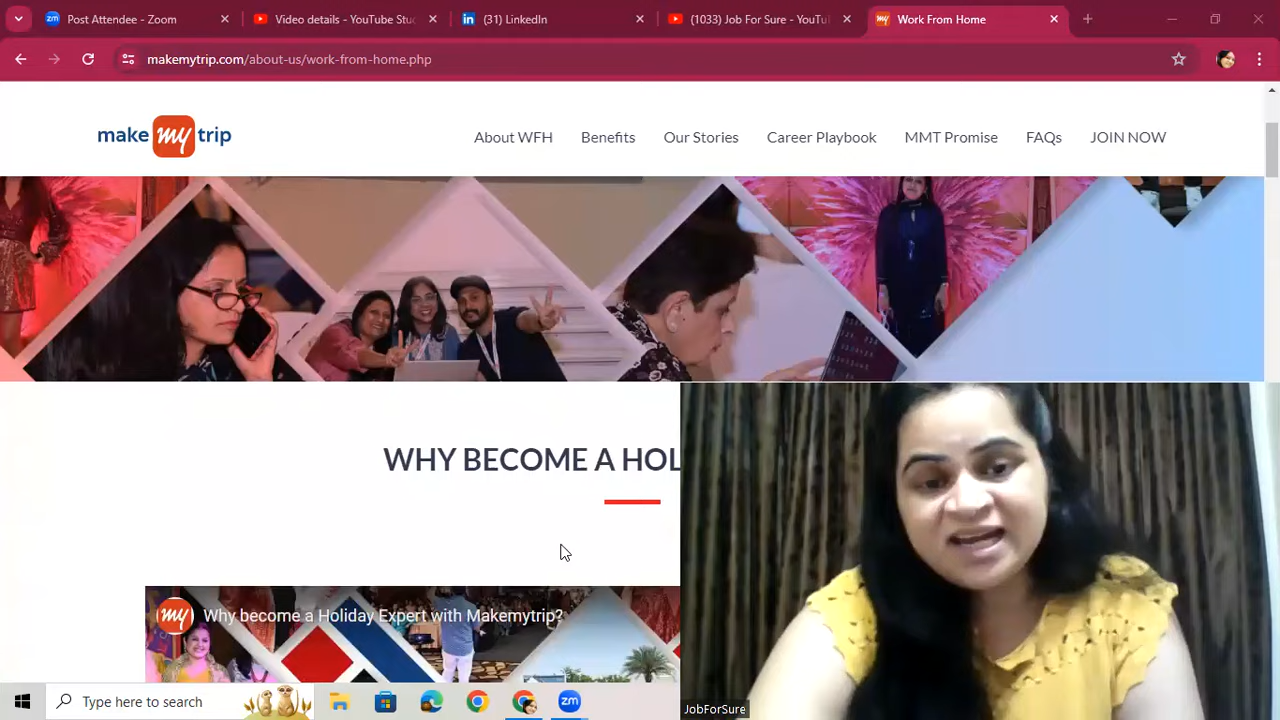 Post Attendee - Zoom
Video details - YouTube Stu
(31) LinkedIn
(1033) Job For Sure - YouTu
Work From Home
makemytrip.com/about-us/work-from-home.php
make my trip
About WFH
Benefits
Our Stories
Career Playbook
MMT Promise
FAQs
JOIN NOW
WHY BECOME A HOL
my
Why become a Holiday Expert with Makemytrip?
Type here to search
zm
JobForSure